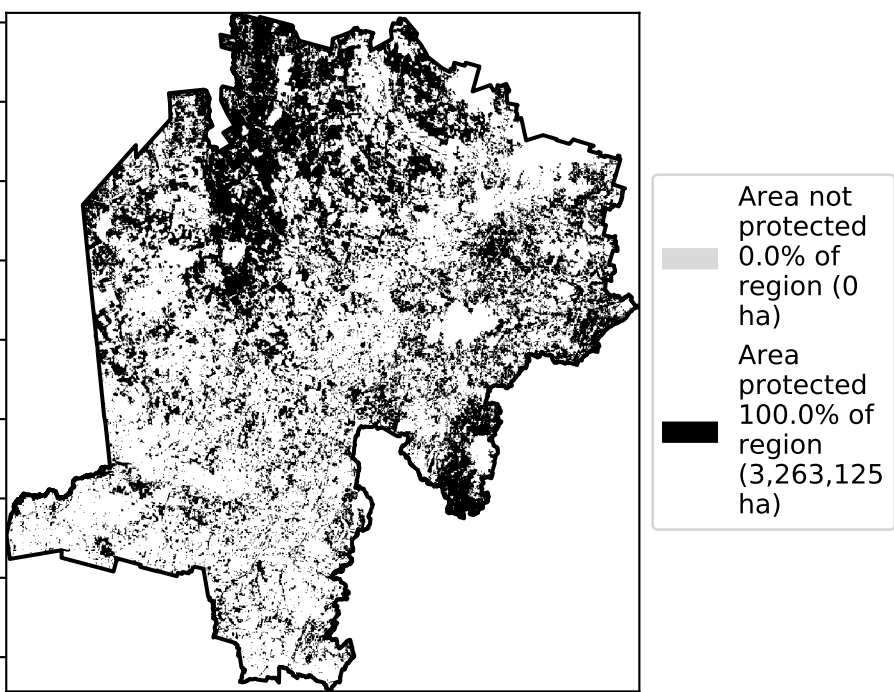 Area not
protected
0.0% of
region (0
ha)
Area
protected
100.0% of
region
(3,263,125
ha)